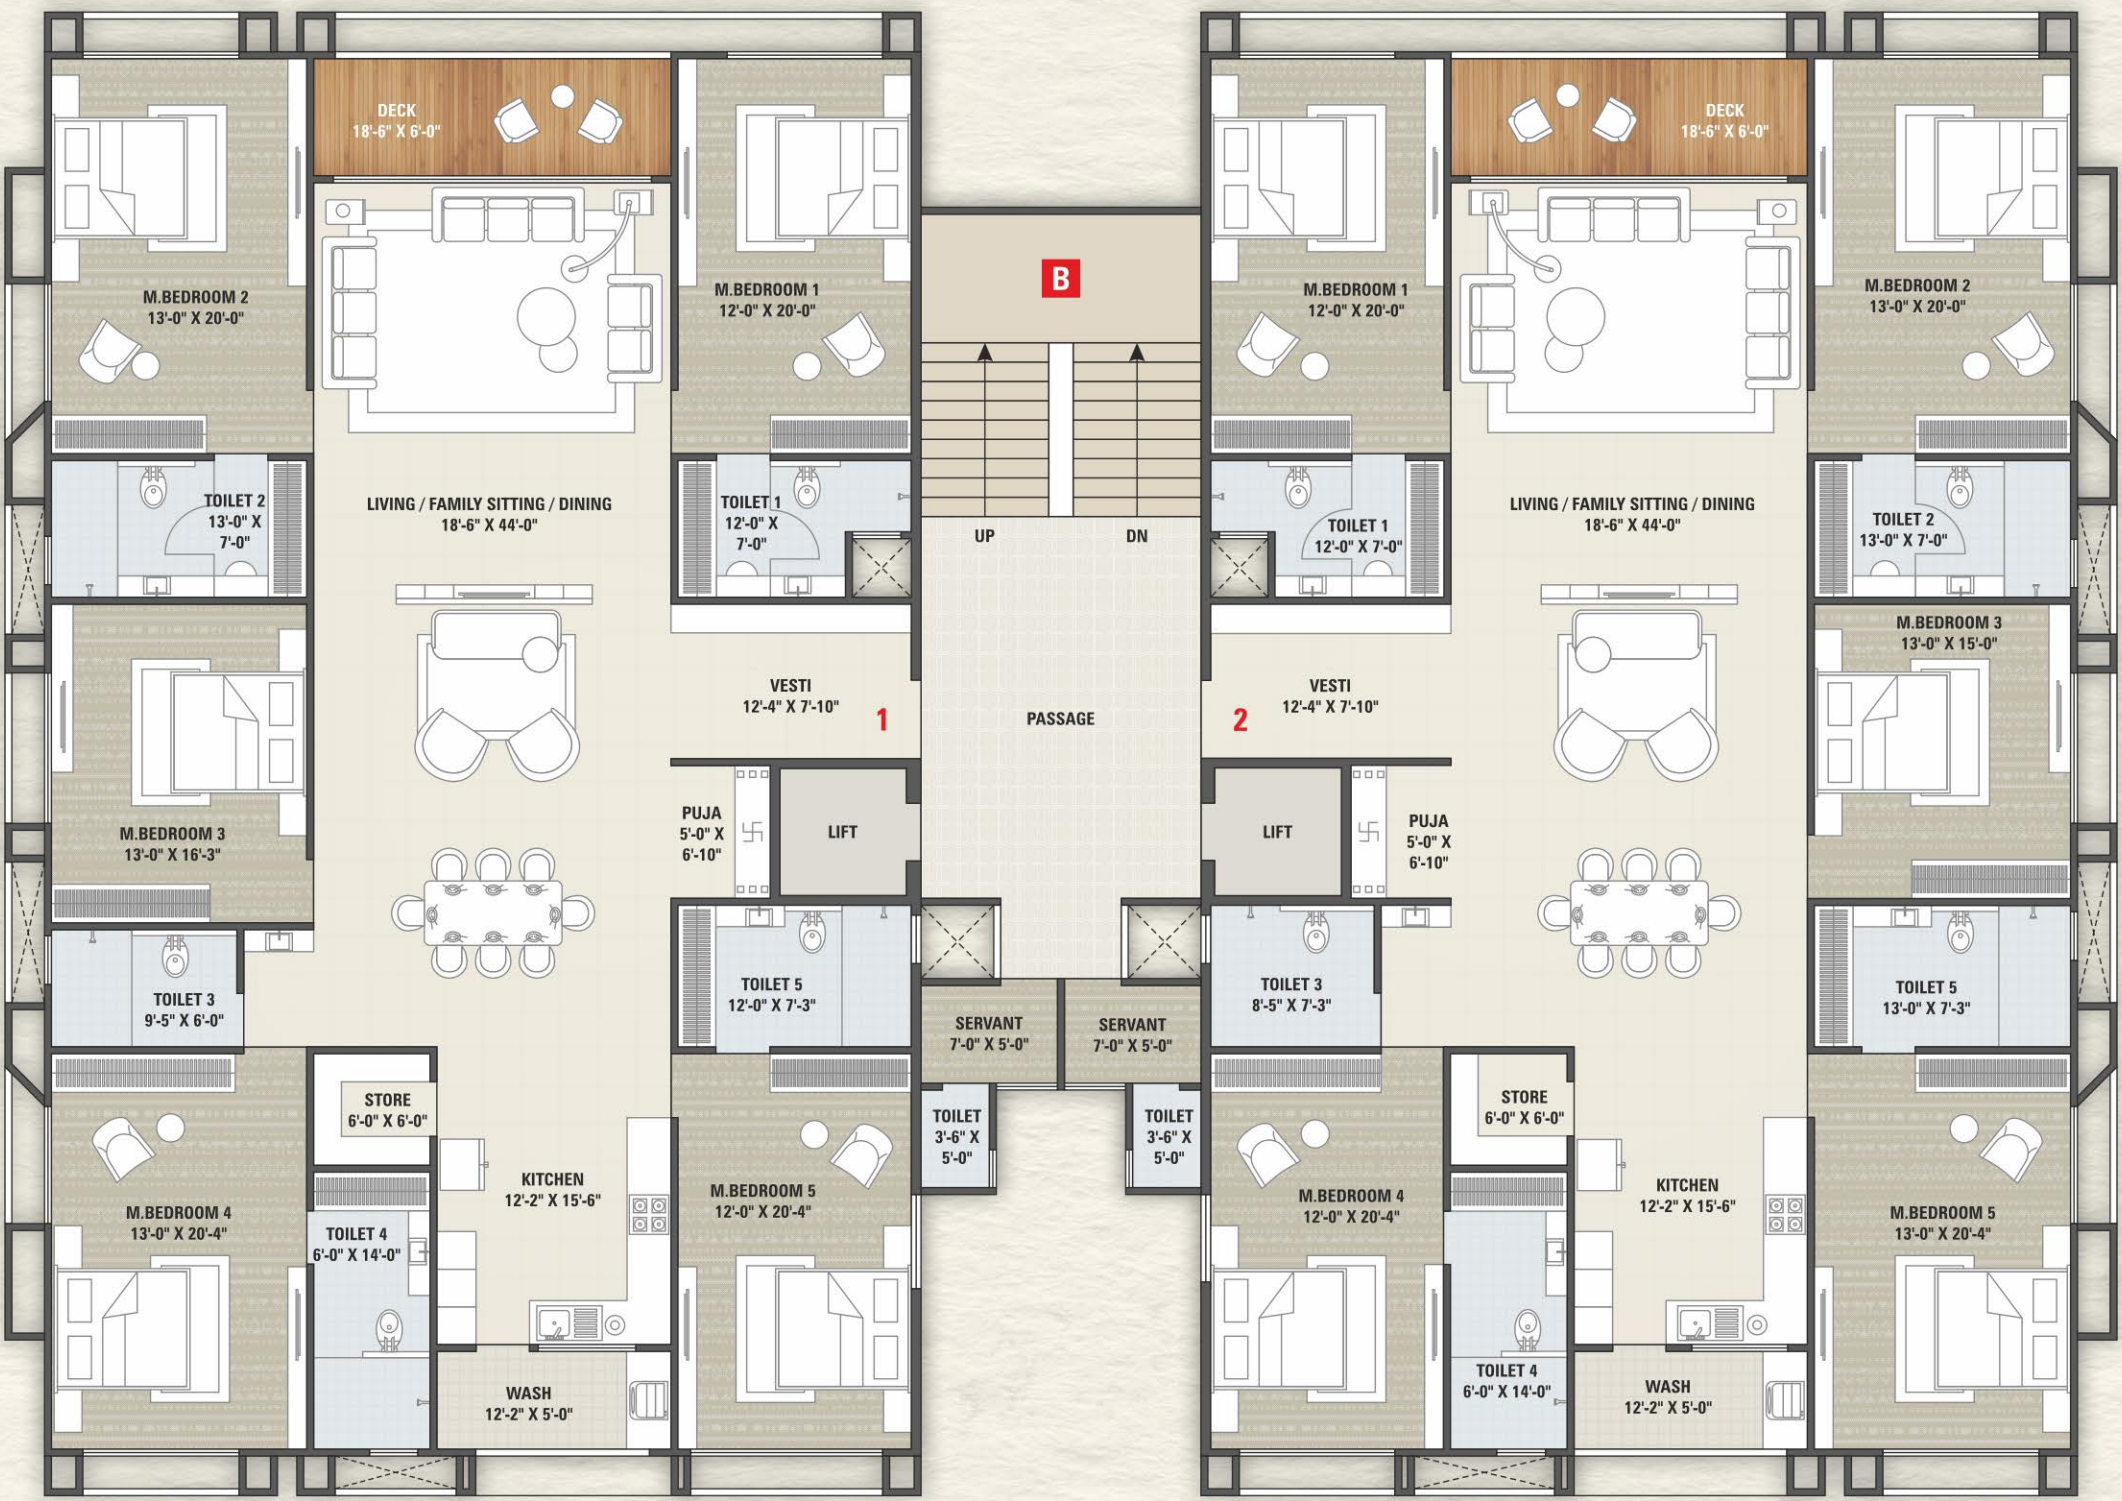 DECK
18'-6" X 6'-0"
M.BEDROOM 2
13'-0" X 20'-0"
M.BEDROOM 1
12'-0" X 20'-0"
TOILET 2
13'-0" X
7'-0"
LIVING / FAMILY SITTING / DINING
18'-6" X 44'-0"
TOILET 1
12'-0" X
7'-0"
VESTI
12'-4" X 7'-10"
1
M.BEDROOM 3
13'-0" X 16'-3"
PUJA
5'-0" X
6'-10"
LIFT
TOILET 3
9'-5" X 6'-0"
TOILET 5
12'-0" X 7'-3"
STORE
6'-0" X 6'-0"
KITCHEN
12'-2" X 15'-6"
M.BEDROOM 4
13'-0" X 20'-4"
TOILET 4
6'-0" X 14'-0"
M.BEDROOM 5
12'-0" X 20'-4"
WASH
12'-2" X 5'-0"
B
UP
DN
PASSAGE
SERVANT
7'-0" X 5'-0"
SERVANT
7'-0" X 5'-0"
TOILET
3'-6" X
5'-0"
TOILET
3'-6" X
5'-0"
DECK
18'-6" X 6'-0"
M.BEDROOM 1
12'-0" X 20'-0"
M.BEDROOM 2
13'-0" X 20'-0"
TOILET 1
12'-0" X 7'-0"
LIVING / FAMILY SITTING / DINING
18'-6" X 44'-0"
TOILET 2
13'-0" X 7'-0"
M.BEDROOM 3
13'-0" X 15'-0"
2
VESTI
12'-4" X 7'-10"
LIFT
PUJA
5'-0" X
6'-10"
TOILET 3
8'-5" X 7'-3"
TOILET 5
13'-0" X 7'-3"
STORE
6'-0" X 6'-0"
M.BEDROOM 4
12'-0" X 20'-4"
KITCHEN
12'-2" X 15'-6"
M.BEDROOM 5
13'-0" X 20'-4"
TOILET 4
6'-0" X 14'-0"
WASH
12'-2" X 5'-0"